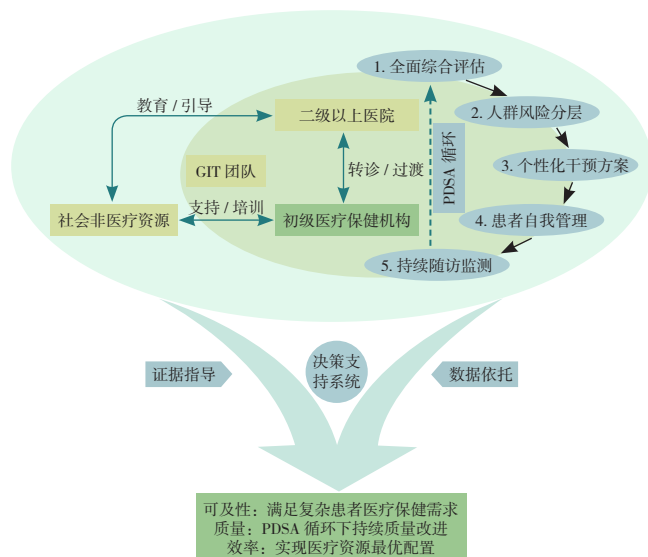 1. 全面综合评估
教育 / 引导
二级以上医院
2. 人群风险分层
GIT 团队
转诊 / 过渡
PDSA 循环
3. 个性化干预方案
社会非医疗资源
支持 / 培训
初级医疗保健机构
4. 患者自我管理
5. 持续随访监测
证据指导
决策支
持系统
数据依托
可及性：满足复杂患者医疗保健需求
质量：PDSA 循环下持续质量改进
效率：实现医疗资源最优配置